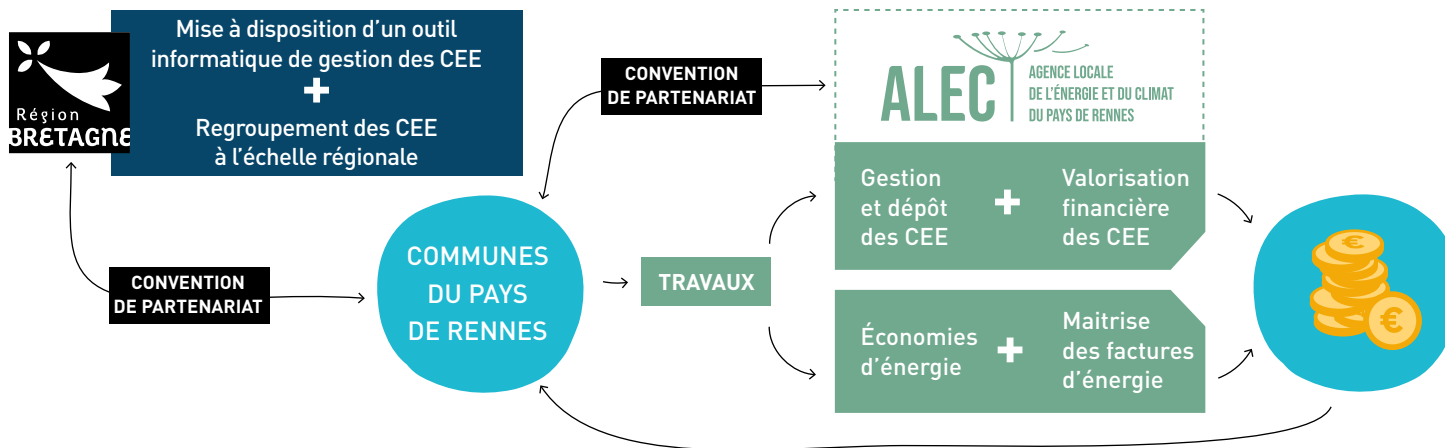 Région
BRETAGNE
Mise à disposition d'un outil
informatique de gestion des CEE
+
Regroupement des CEE
à l'échelle régionale
CONVENTION
DE PARTENARIAT
ALEC
AGENCE LOCALE
DE L'ÉNERGIE ET DU CLIMAT
DU PAYS DE RENNES
CONVENTION
DE PARTENARIAT
COMMUNES
DU PAYS
DE RENNES
TRAVAUX
Gestion
et dépôt
des CEE
+
Valorisation
financière
des CEE
Économies
d'énergie
+
Maitrise
des factures
d'énergie
€
€